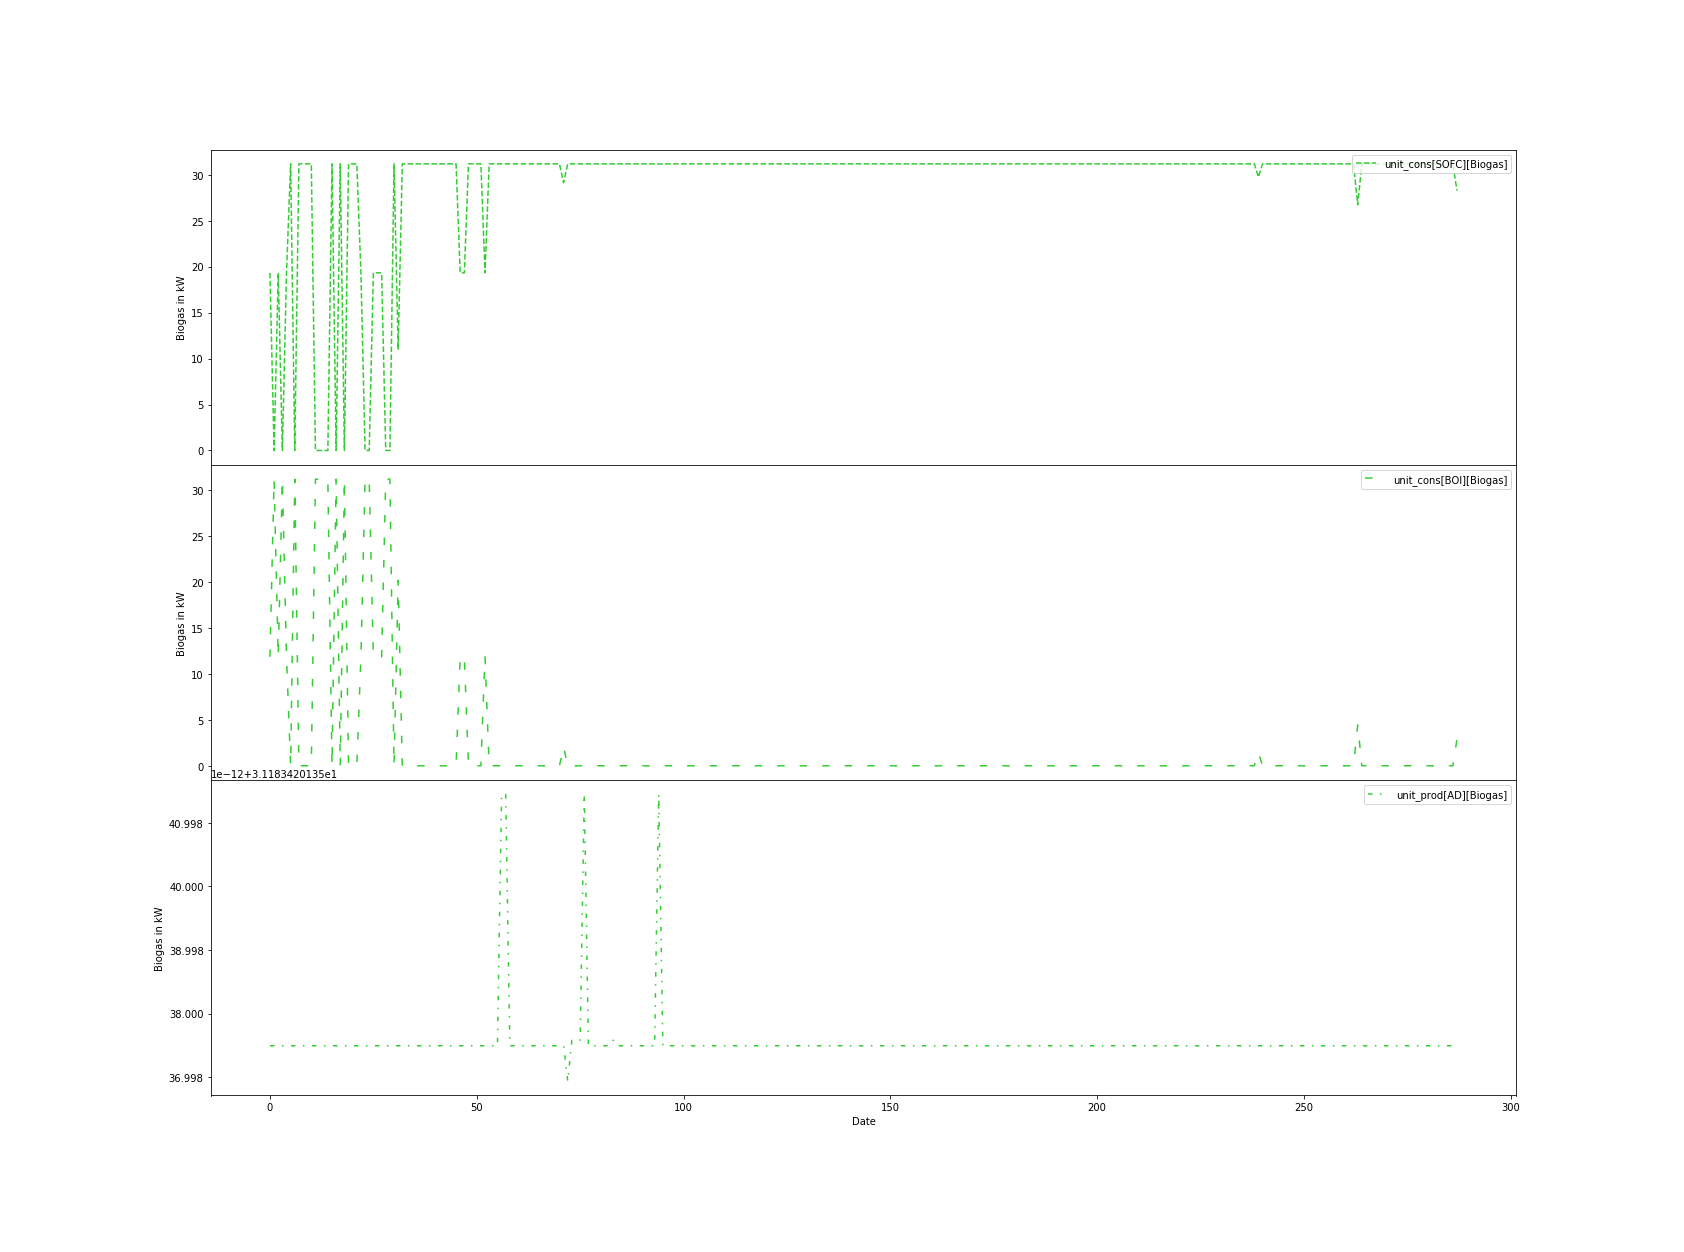 unit_cons[SOFC][Biogas]
30
25
20
15
10
5
0
Biogas in kW
unit_cons[BOI][Biogas]
30
25
20
15
10
5
0
Biogas in kW
1e−12+3.1183420135e1
unit_prod[AD][Biogas]
40.998
40.000
38.998
38.000
36.998
Biogas in kW
0 50 100 150 200 250 300
Date